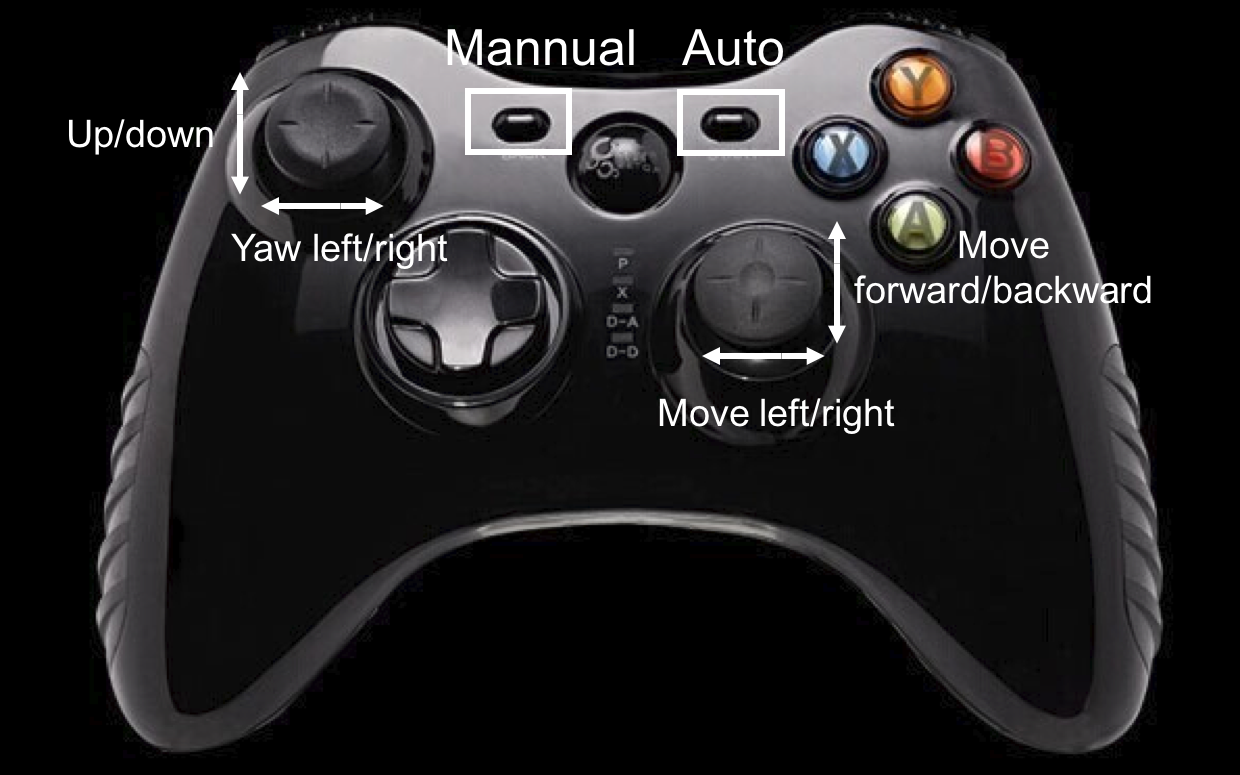 Mannual
Auto
Up/down
Yaw left/right
Y
X
B
A
Move
forward/backward
P
X
D-A
D-D
Move left/right